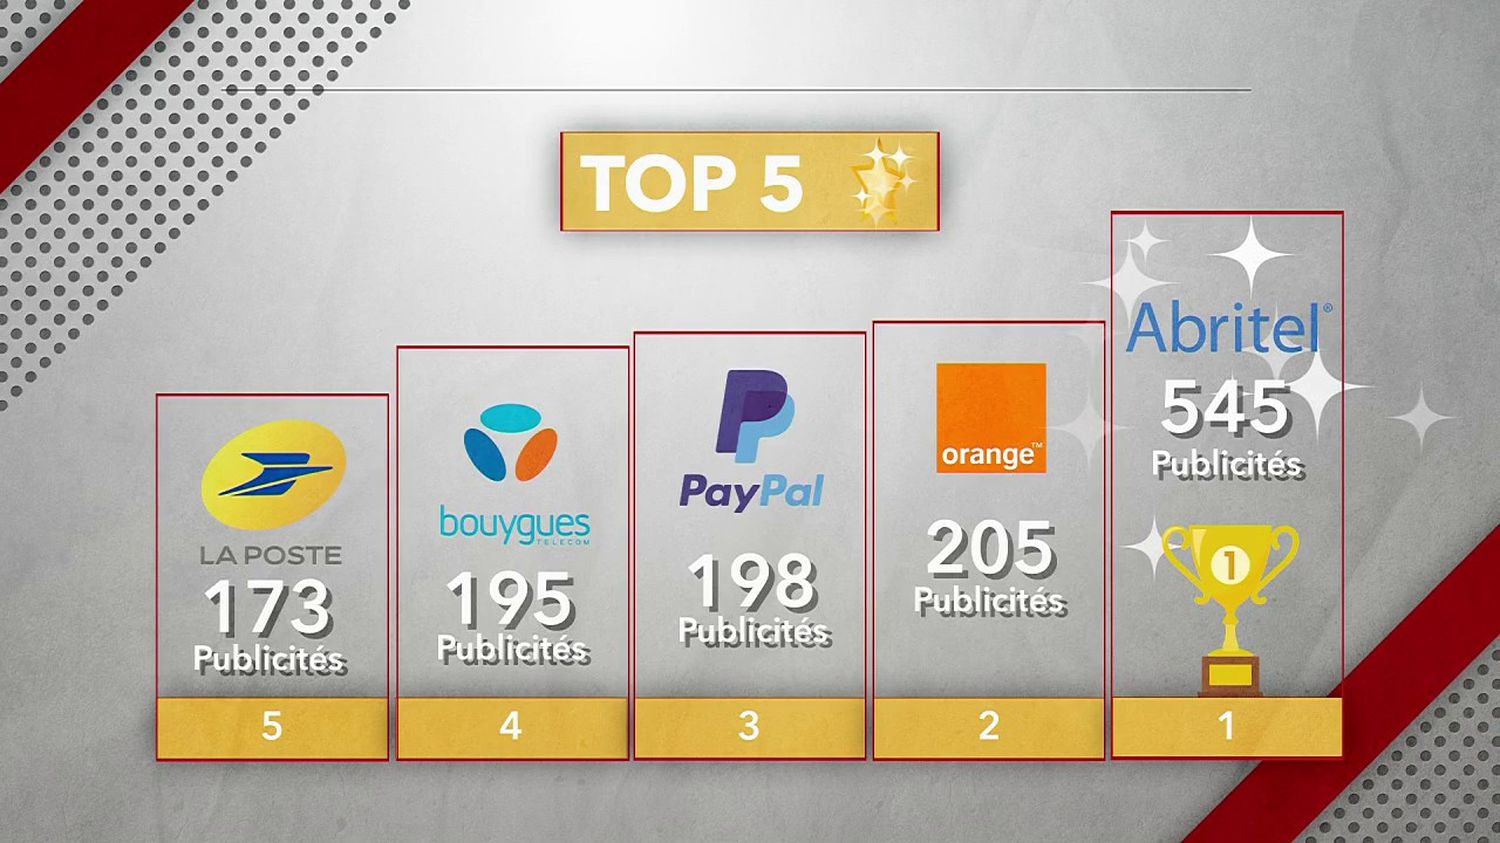 TOP 5
LA POSTE
173
Publicités
5
bouygues
TELECOM
195
Publicités
4
PayPal
198
Publicités
3
orange™
205
Publicités
2
Abritel®
545
Publicités
1
1